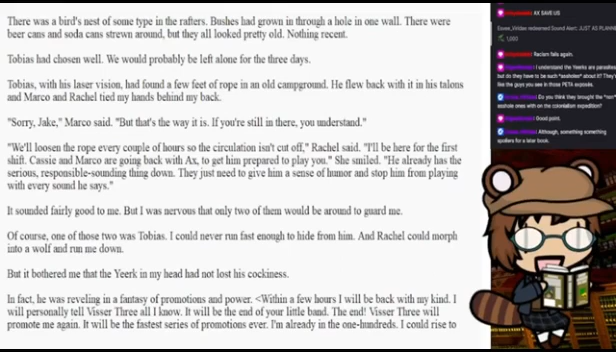 There was a bird's nest of some type in the rafters. Bushes had grown in through a hole in one wall. There were
beer cans and soda cans strewn around, but they all looked pretty old. Nothing recent.
Tobias had chosen well. We would probably be left alone for the three days.
Tobias, with his laser vision, had found a few feet of rope in an old campground. He flew back with it in his talons
and Marco and Rachel tied my hands behind my back.
"Sorry, Jake," Marco said. "But that's the way it is. If you're still in there, you understand."
"We'll loosen the rope every couple of hours so the circulation isn't cut off," Rachel said. "I'll be here for the first
shift. Cassie and Marco are going back with Ax, to get him prepared to play you." She smiled. "He already has the
serious, responsible-sounding thing down. They just need to give him a sense of humor and stop him from playing
with every sound he says."
It sounded fairly good to me. But I was nervous that only two of them would be around to guard me.
Of course, one of those two was Tobias. I could never run fast enough to hide from him. And Rachel could morph
into a wolf and run me down.
But it bothered me that the Yeerk in my head had not lost his cockiness.
In fact, he was reveling in a fantasy of promotions and power. <Within a few hours I will be back with my kind. I
will personally tell Visser Three all I know. It will be the end of your little band. The end! Visser Three will
promote me again. It will be the fastest series of promotions ever. I'm already in the one-hundreds. I could rise to
AX SAVE US
redeemed Sound Alert: JUST AS PLANNED
1,000
Racism fails again.
I understand the Yeerks are parasites
but do they have to be such *assholes* about it? They're
like the guys you see in those PETA exposés.
Do you think they brought the *non*
asshole ones with on the colonization expedition?
Good point.
Although, something something
spoilers for a later book.